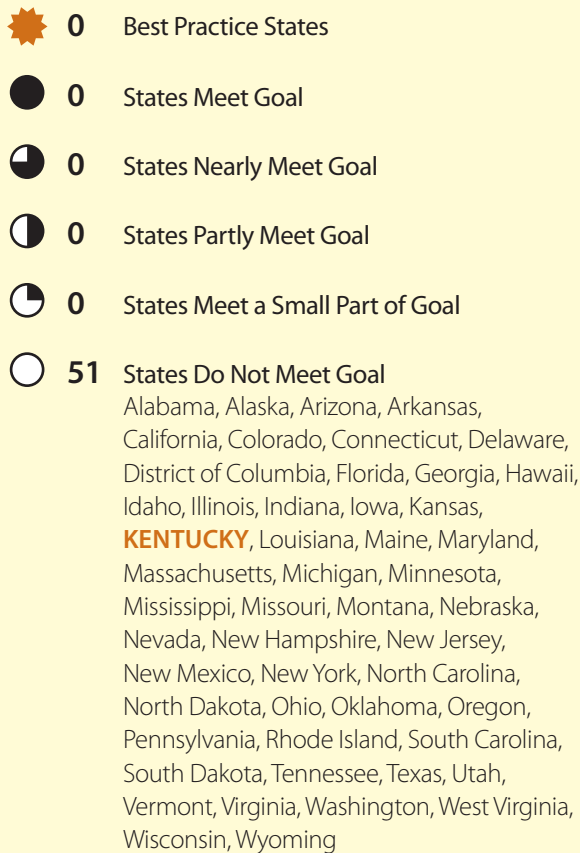 0 Best Practice States
0 States Meet Goal
0 States Nearly Meet Goal
0 States Partly Meet Goal
0 States Meet a Small Part of Goal
51 States Do Not Meet Goal
Alabama, Alaska, Arizona, Arkansas,
California, Colorado, Connecticut, Delaware,
District of Columbia, Florida, Georgia, Hawaii,
Idaho, Illinois, Indiana, Iowa, Kansas,
KENTUCKY, Louisiana, Maine, Maryland,
Massachusetts, Michigan, Minnesota,
Mississippi, Missouri, Montana, Nebraska,
Nevada, New Hampshire, New Jersey,
New Mexico, New York, North Carolina,
North Dakota, Ohio, Oklahoma, Oregon,
Pennsylvania, Rhode Island, South Carolina,
South Dakota, Tennessee, Texas, Utah,
Vermont, Virginia, Washington, West Virginia,
Wisconsin, Wyoming